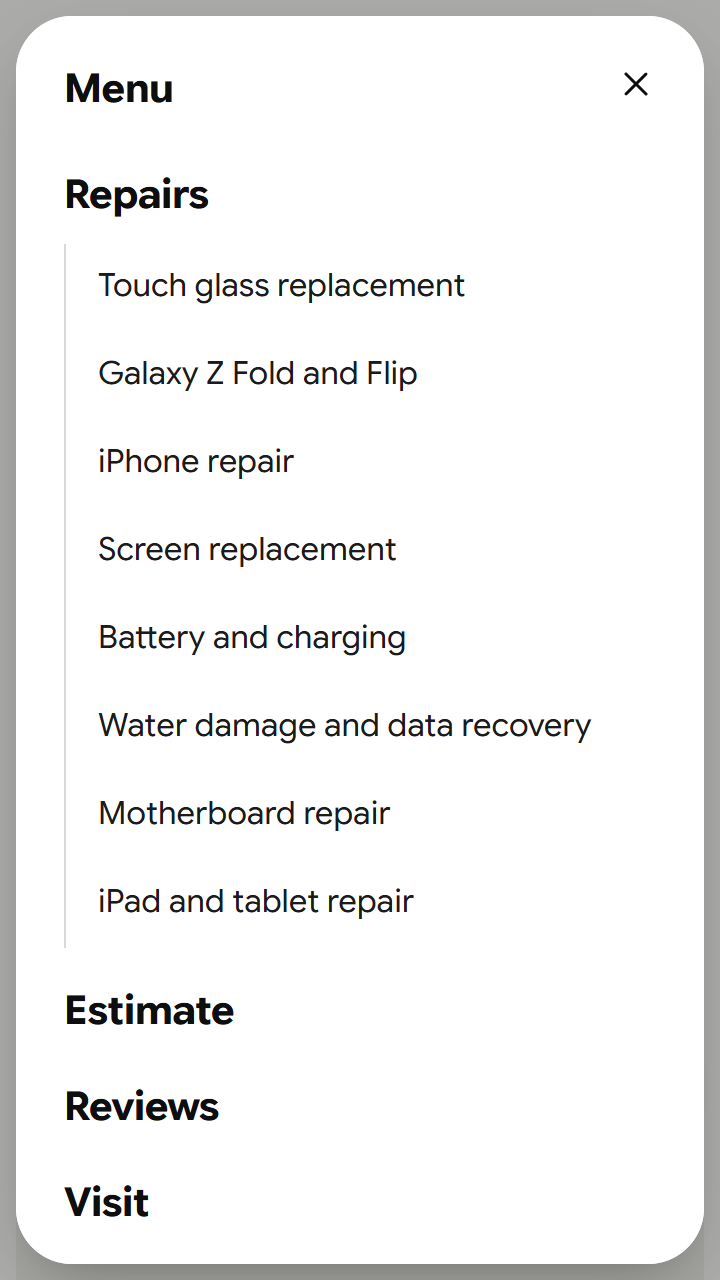 Menu
Repairs
Touch glass replacement
Galaxy Z Fold and Flip
iPhone repair
Screen replacement
Battery and charging
Water damage and data recovery
Motherboard repair
iPad and tablet repair
Estimate
Reviews
Visit